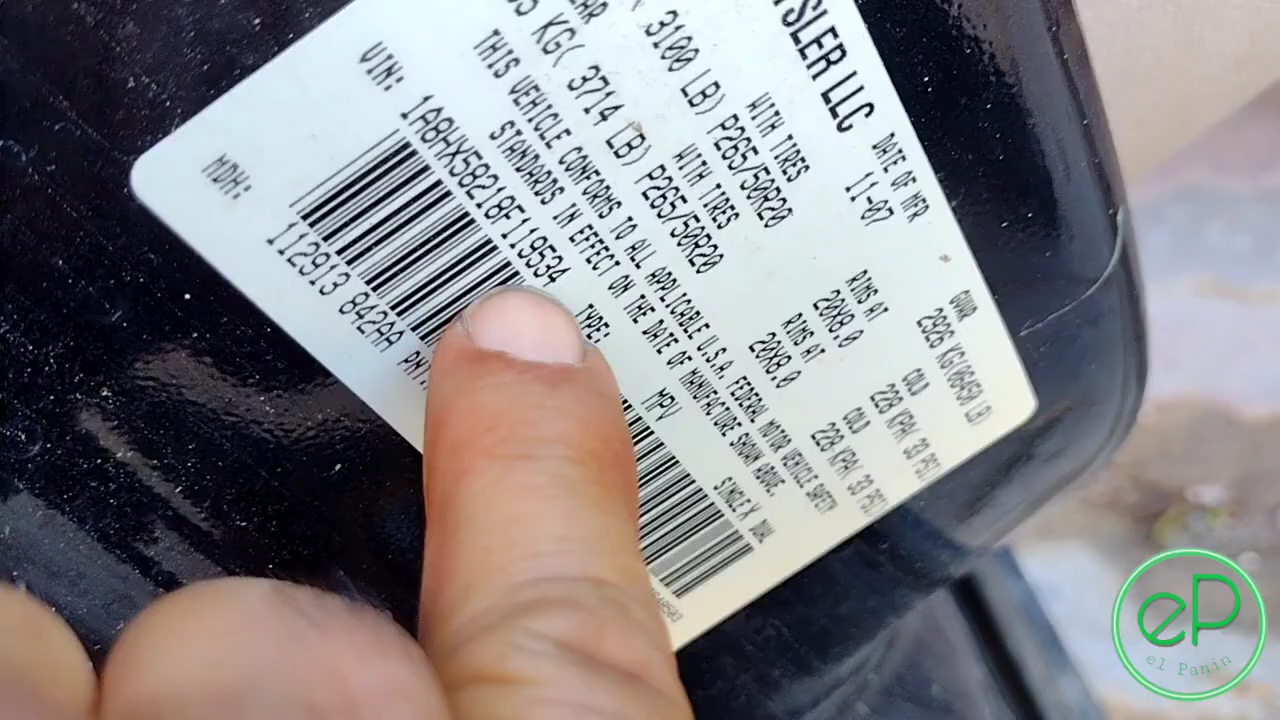 SLER LLC
DATE OF MFR
11-07
GVWR
2926 KG(06450 LB)
3100 LB)
WITH TIRES
P265/50R20
RIMS AT
20X8.0
COLD
228 KPA( 33 PSI)
KG( 3714 LB)
WITH TIRES
P265/50R20
RIMS AT
20X8.0
COLD
228 KPA( 33 PSI)
THIS VEHICLE CONFORMS TO ALL APPLICABLE U.S.A. FEDERAL MOTOR VEHICLE SAFETY
STANDARDS IN EFFECT ON THE DATE OF MANUFACTURE SHOWN ABOVE.
VIN: 1A8HX58218F119534
TYPE: MPV
SINGLE X DUAL
MDH: 112913 842AA
eP
el Panin